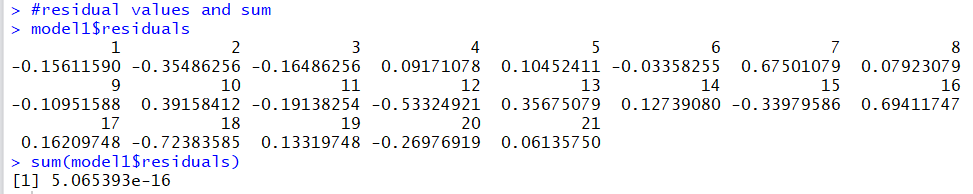 > #residual values and sum
> model1$residuals
1 2 3 4 5 6 7 8
-0.15611590 -0.35486256 -0.16486256 0.09171078 0.10452411 -0.03358255 0.67501079 0.07923079
9 10 11 12 13 14 15 16
-0.10951588 0.39158412 -0.19138254 -0.53324921 0.35675079 0.12739080 -0.33979586 0.69411747
17 18 19 20 21
0.16209748 -0.72383585 0.13319748 -0.26976919 0.06135750
> sum(model1$residuals)
[1] 5.065393e-16